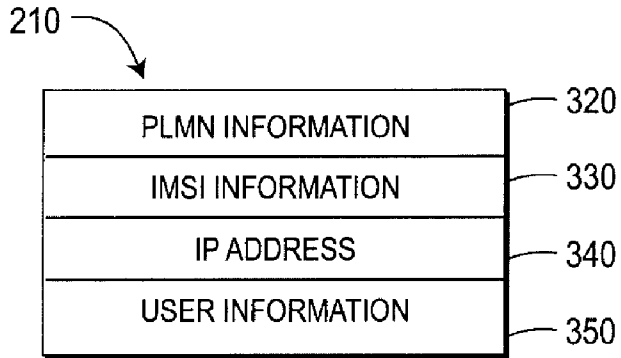 210
PLMN INFORMATION 320
IMSI INFORMATION 330
IP ADDRESS 340
USER INFORMATION 350